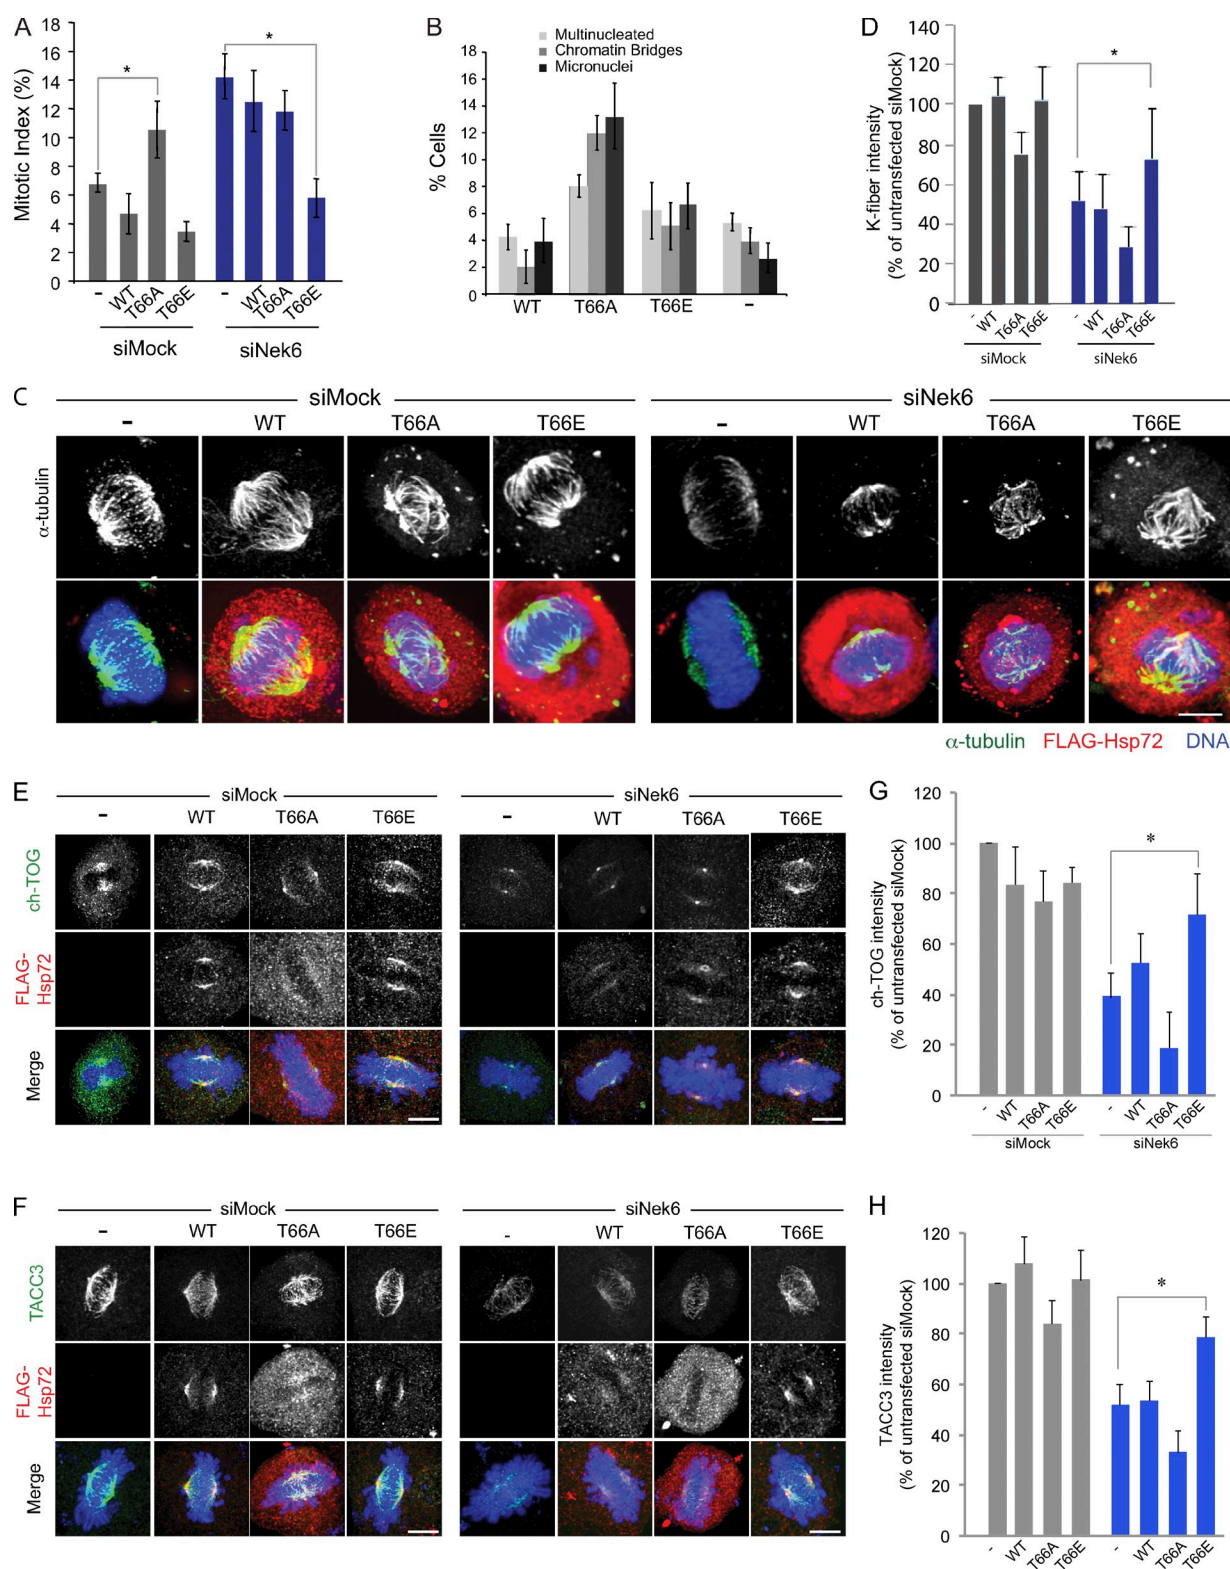 A
Mitotic Index (%)
18
16
14
12
10
8
6
4
2
0
*
*
- WT T66A T66E - WT T66A T66E
siMock siNek6
B
Multinucleated
Chromatin Bridges
Micronuclei
% Cells
18
16
14
12
10
8
6
4
2
0
WT T66A T66E -
D
K-fiber intensity
(% of untransfected siMock)
140
120
100
80
60
40
20
0
*
- WT T66A T66E - WT T66A T66E
siMock siNek6
C
siMock siNek6
- WT T66A T66E - WT T66A T66E
α-tubulin
α-tubulin FLAG-Hsp72 DNA
E
siMock siNek6
- WT T66A T66E - WT T66A T66E
ch-TOG
FLAG-
Hsp72
Merge
G
ch-TOG intensity
(% of untransfected siMock)
120
100
80
60
40
20
0
*
- WT T66A T66E - WT T66A T66E
siMock siNek6
F
siMock siNek6
- WT T66A T66E - WT T66A T66E
TACC3
FLAG-
Hsp72
Merge
H
TACC3 intensity
(% of untransfected siMock)
120
100
80
60
40
20
0
*
- WT T66A T66E - WT T66A T66E